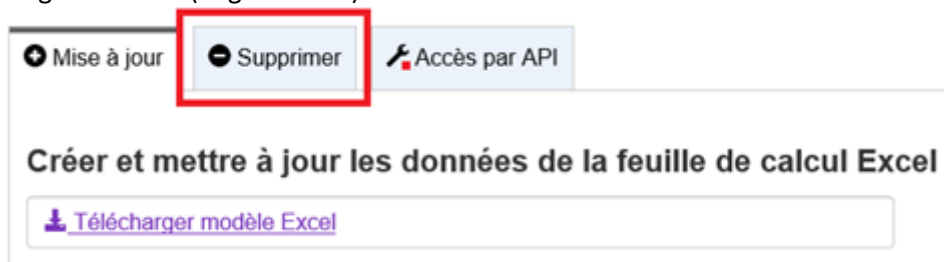 Mise à jour Supprimer Accès par API
Créer et mettre à jour les données de la feuille de calcul Excel
Télécharger modèle Excel